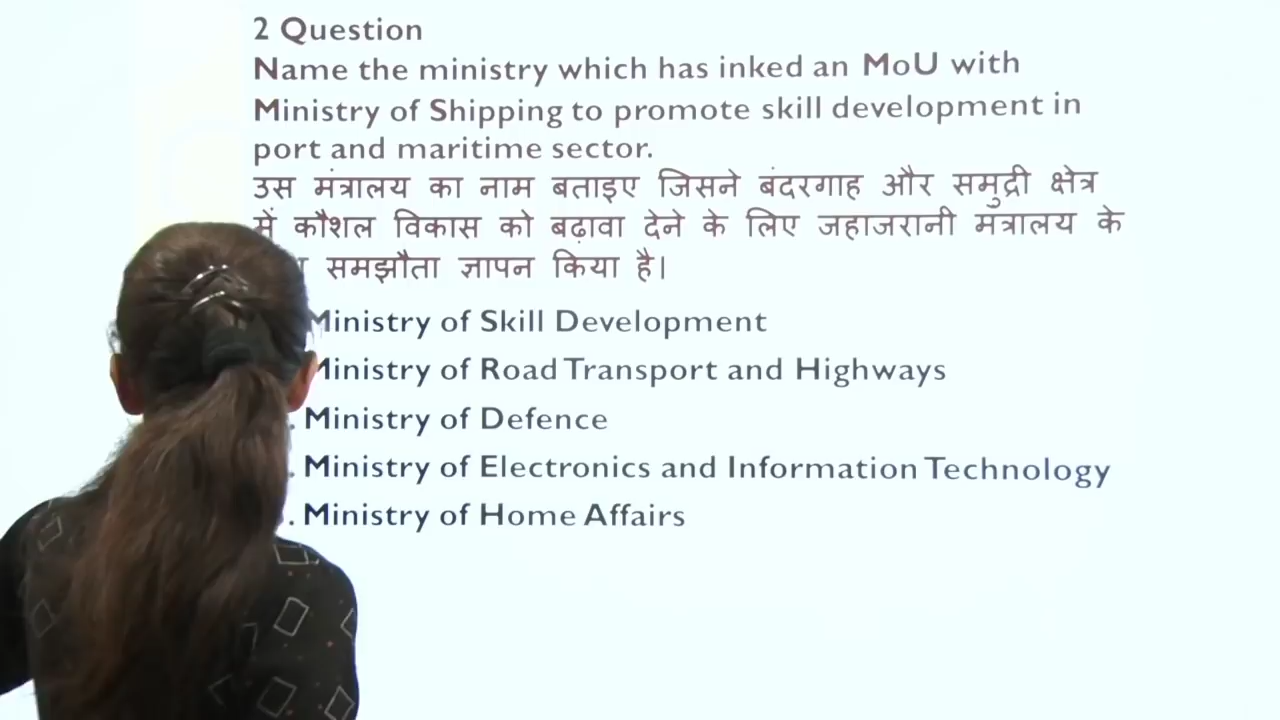 2 Question
Name the ministry which has inked an MoU with
Ministry of Shipping to promote skill development in
port and maritime sector.
उस मंत्रालय का नाम बताइए जिसने बंदरगाह और समुद्री क्षेत्र
में कौशल विकास को बढ़ावा देने के लिए जहाजरानी मंत्रालय के
समझौता ज्ञापन किया है।
Ministry of Skill Development
Ministry of Road Transport and Highways
. Ministry of Defence
. Ministry of Electronics and Information Technology
. Ministry of Home Affairs